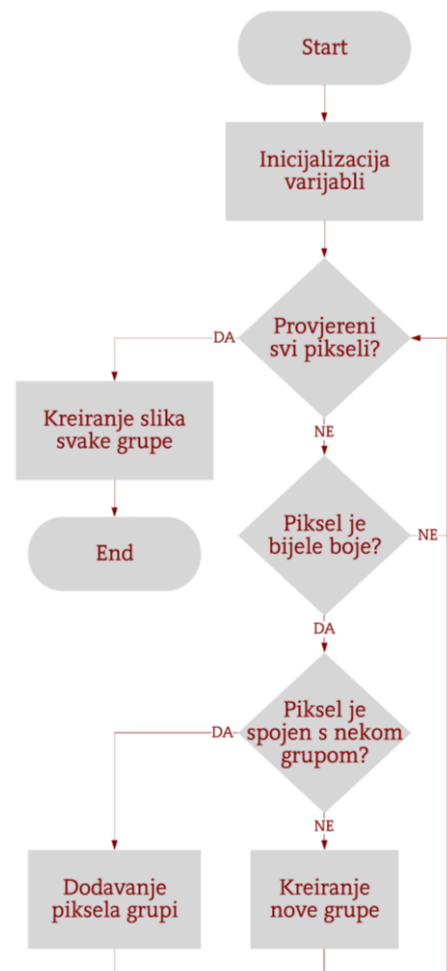 Start
Inicijalizacija
varijabli
Provjereni
svi pikseli?
DA
NE
Kreiranje slika
svake grupe
End
Piksel je
bijele boje?
NE
DA
Piksel je
spojen s nekom
grupom?
DA
NE
Dodavanje
piksela grupi
Kreiranje
nove grupe